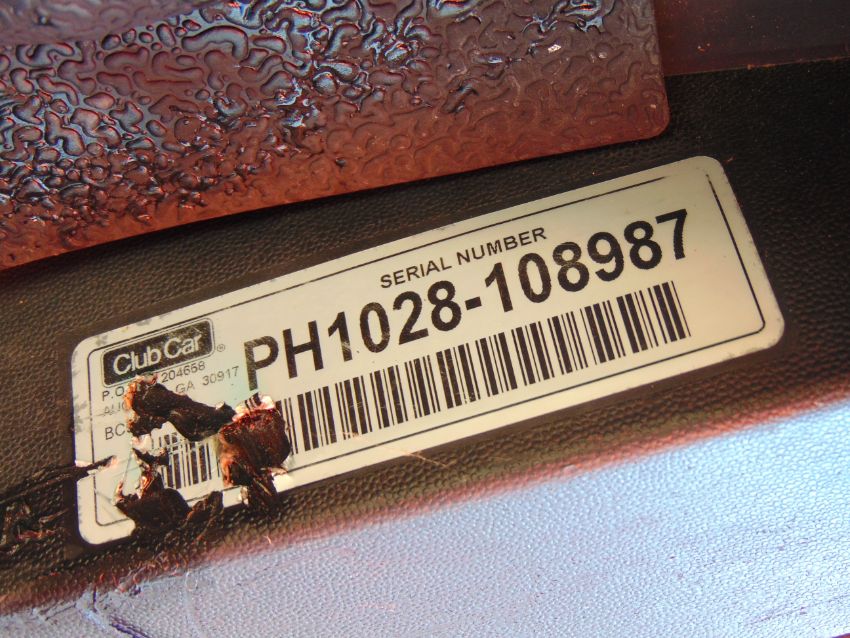 SERIAL NUMBER
PH1028-108987
Club Car®
P.O. 204658
GA 30917